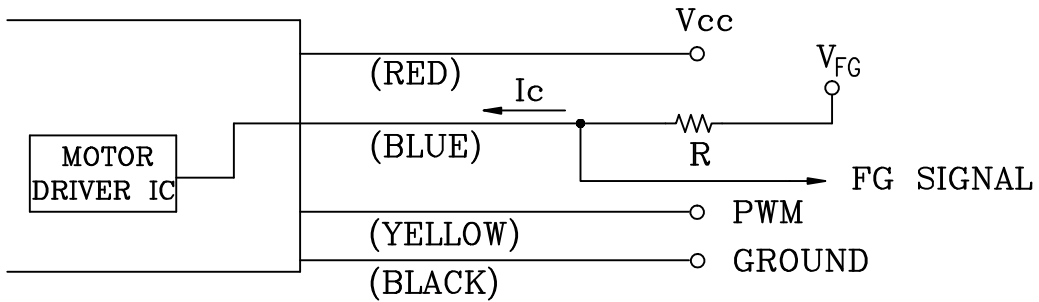 Vcc
(RED)
VFG
Ic
(BLUE)
R
MOTOR
DRIVER IC
FG SIGNAL
PWM
(YELLOW)
GROUND
(BLACK)